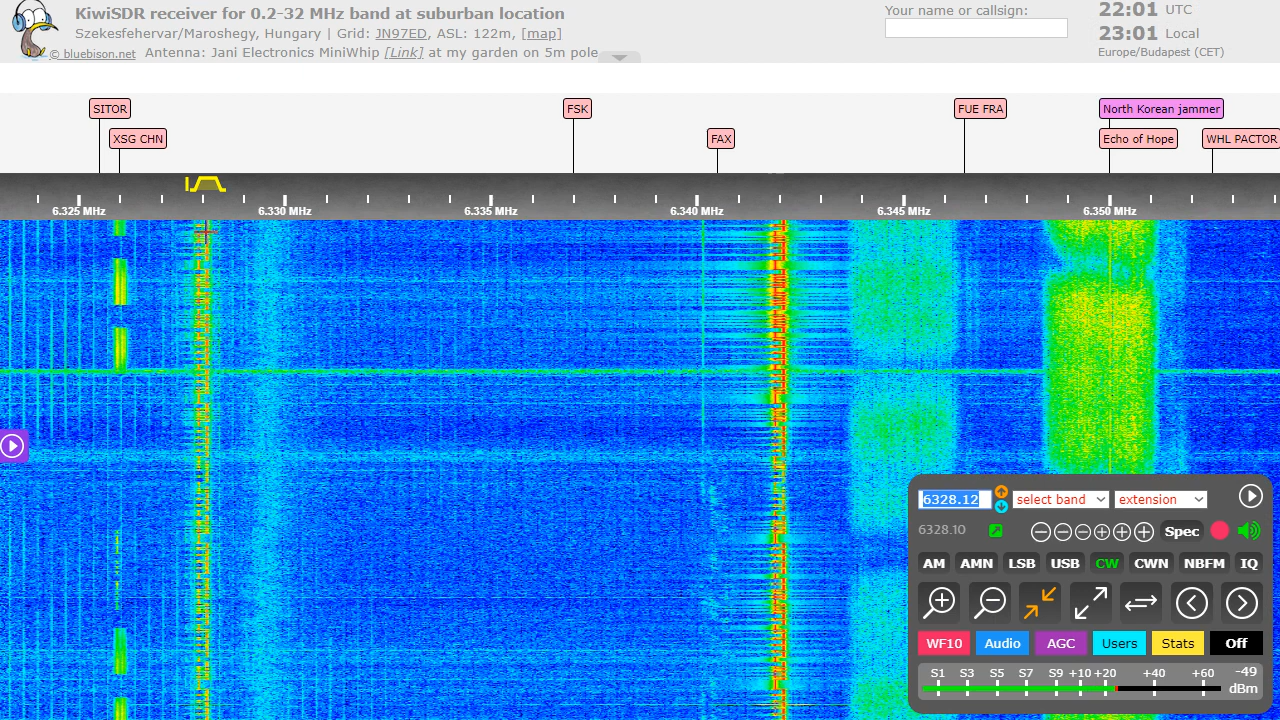 KiwiSDR receiver for 0.2-32 MHz band at suburban location
Szekesfehervar/Maroshegy, Hungary | Grid: JN97ED, ASL: 122m, [map]
© bluebison.net Antenna: Jani Electronics MiniWhip [Link] at my garden on 5m pole
Your name or callsign:
22:01 UTC
23:01 Local
Europe/Budapest (CET)
SITOR
FSK
FUE FRA
North Korean jammer
XSG CHN
FAX
Echo of Hope
WHL PACTOR
6.325 MHz 6.330 MHz 6.335 MHz 6.340 MHz 6.345 MHz 6.350 MHz
6328.12 select band extension
6328.10 Spec
AM AMN LSB USB CW CWN NBFM IQ
WF10 Audio AGC Users Stats Off
S1 S3 S5 S7 S9 +10 +20 +40 +60 -49
dBm